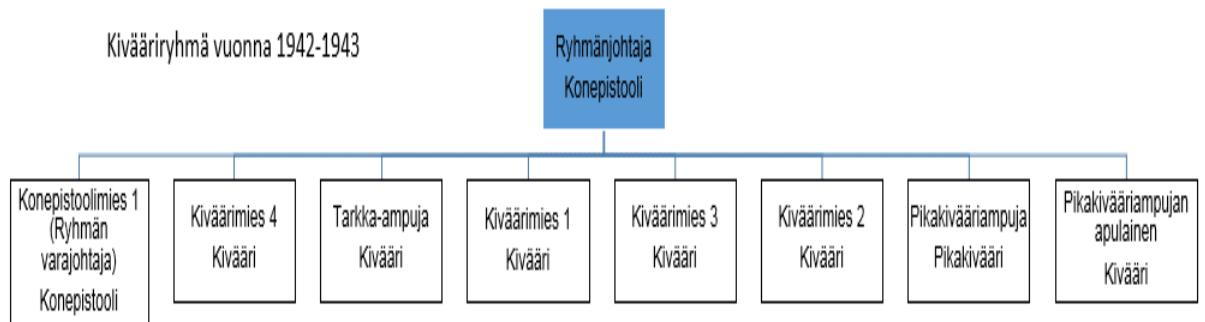 Kivääriryhmä vuonna 1942-1943
Ryhmänjohtaja
Konepistooli
Konepistoolimies 1
(Ryhmän
varajohtaja)
Konepistooli
Kiväärimies 4
Kivääri
Tarkka-ampuja
Kivääri
Kiväärimies 1
Kivääri
Kiväärimies 3
Kivääri
Kiväärimies 2
Kivääri
Pikakivääriampuja
Pikakivääri
Pikakivääriampujan
apulainen
Kivääri